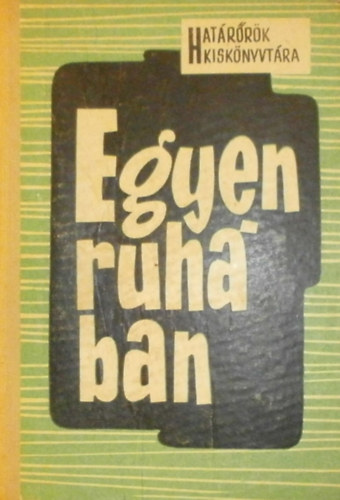 HATÁRŐRÖK
KISKÖNYVTÁRA
Egyen
ruhá
ban